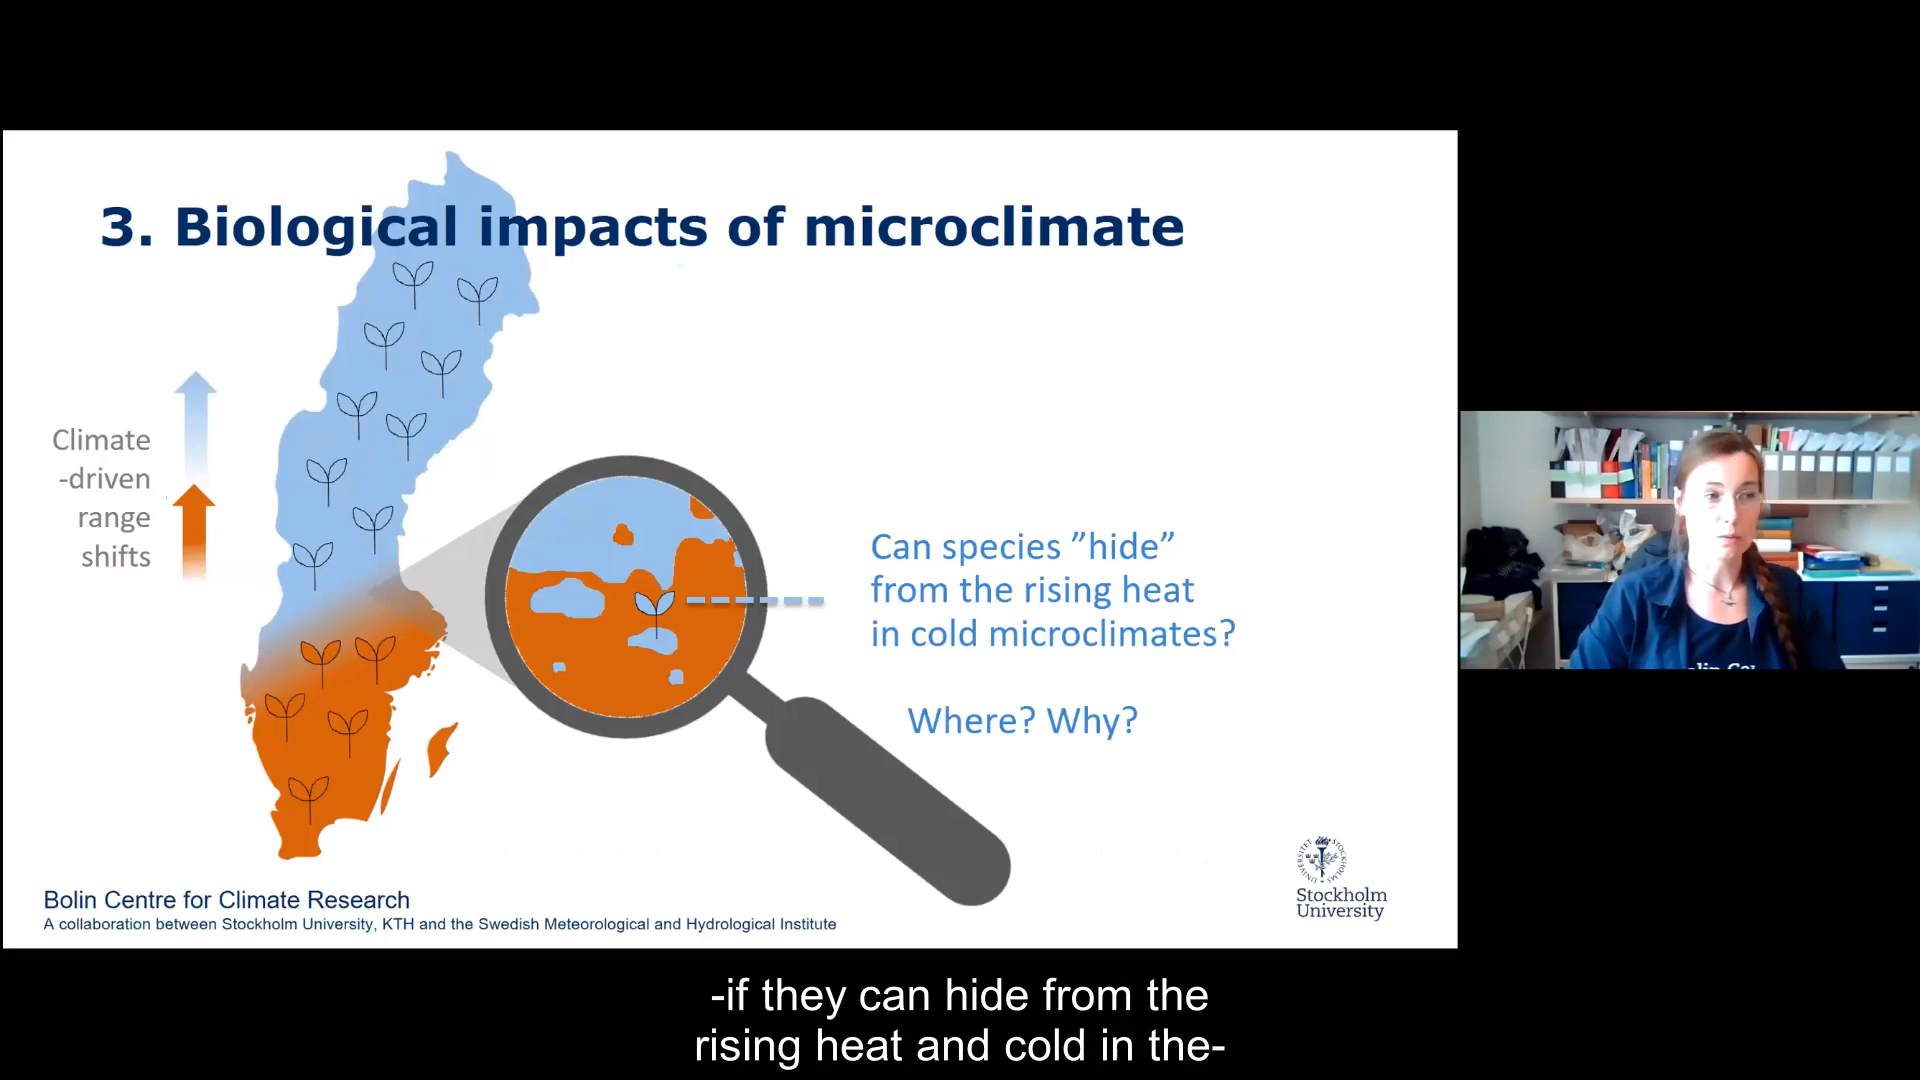 3. Biological impacts of microclimate
Climate
-driven
range
shifts
Can species ”hide”
from the rising heat
in cold microclimates?
Where? Why?
Bolin Centre for Climate Research
A collaboration between Stockholm University, KTH and the Swedish Meteorological and Hydrological Institute
Stockholm
University
-if they can hide from the
rising heat and cold in the-